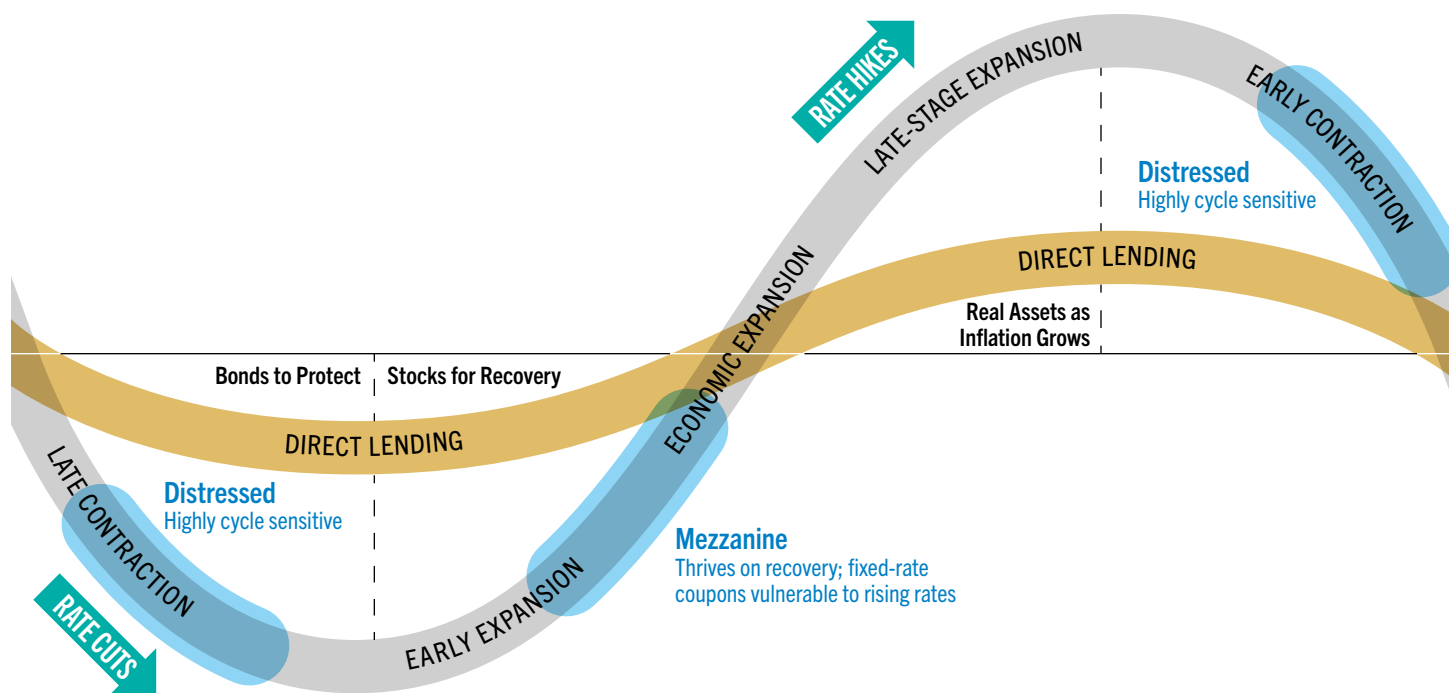 RATE HIKES
LATE-STAGE EXPANSION
EARLY CONTRACTION
Distressed
Highly cycle sensitive
DIRECT LENDING
Real Assets as
Inflation Grows
ECONOMIC EXPANSION
Bonds to Protect
Stocks for Recovery
DIRECT LENDING
LATE CONTRACTION
Distressed
Highly cycle sensitive
Mezzanine
Thrives on recovery; fixed-rate
coupons vulnerable to rising rates
EARLY EXPANSION
RATE CUTS